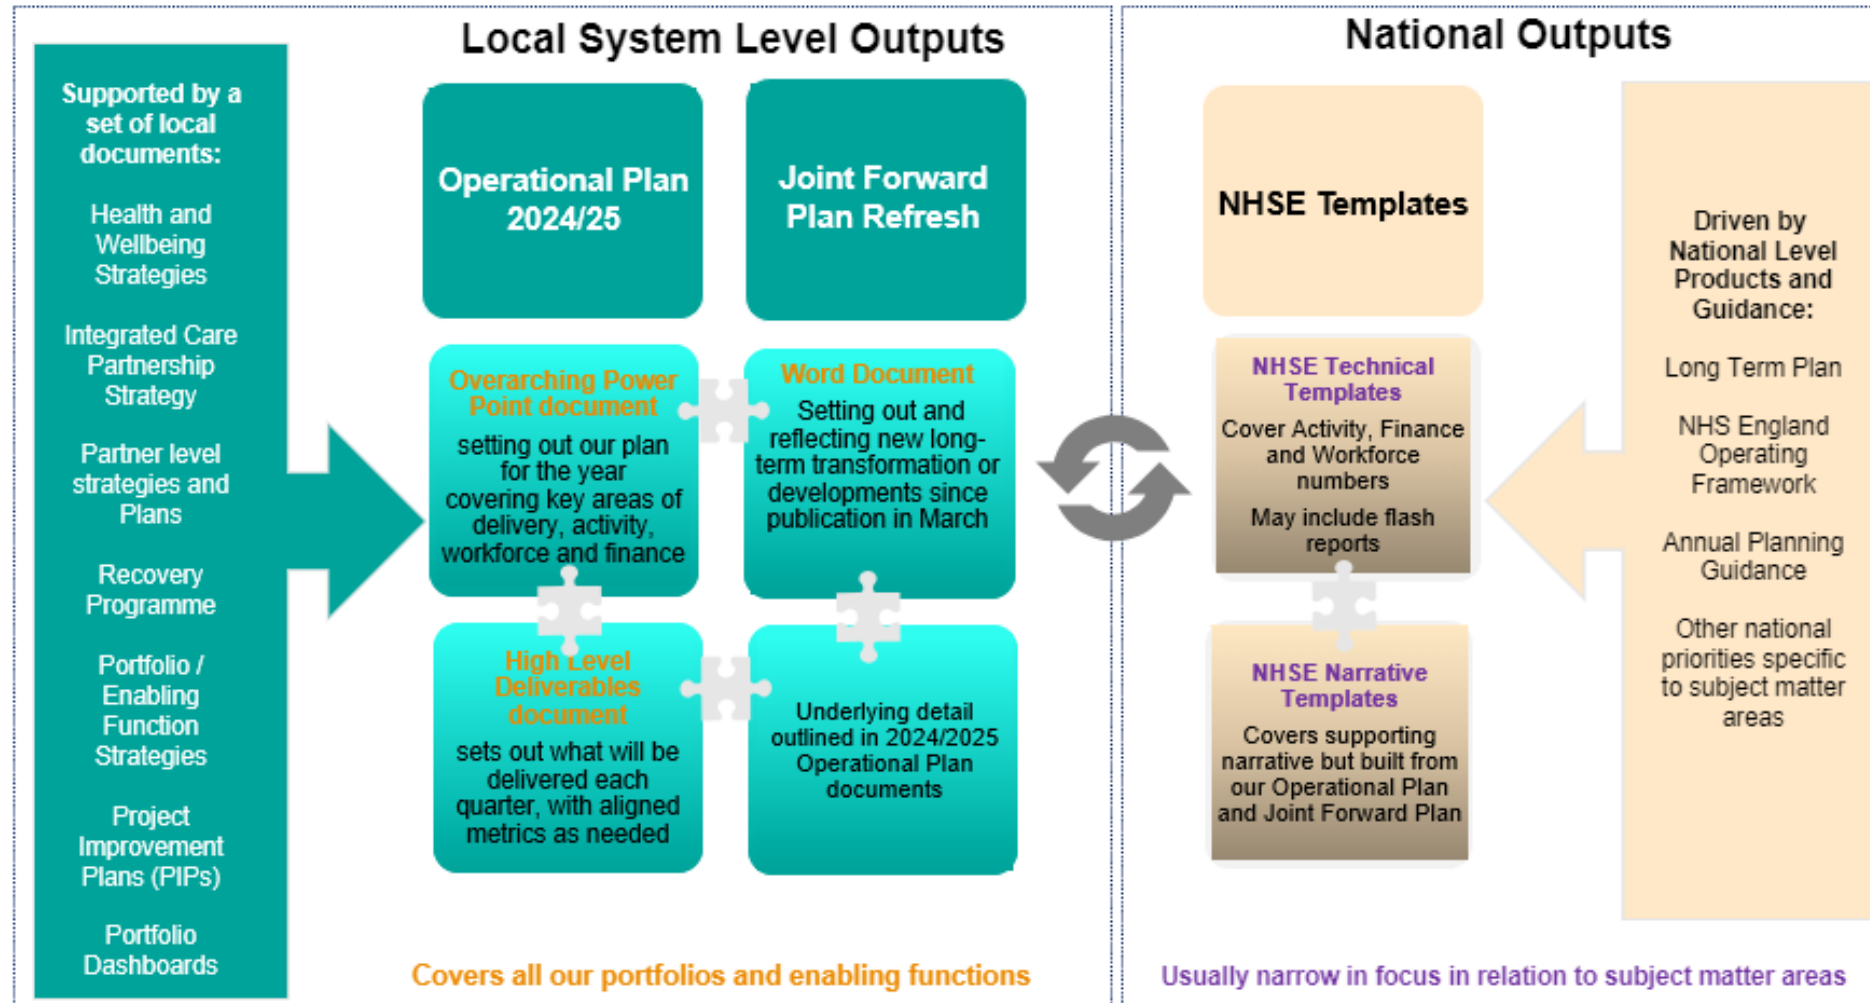 Local System Level Outputs
National Outputs
Supported by a
set of local
documents:
Health and
Wellbeing
Strategies
Integrated Care
Partnership
Strategy
Partner level
strategies and
Plans
Recovery
Programme
Portfolio /
Enabling
Function
Strategies
Project
Improvement
Plans (PIPs)
Portfolio
Dashboards
Operational Plan
2024/25
Joint Forward
Plan Refresh
Overarching Power
Point document
setting out our plan
for the year
covering key areas of
delivery, activity,
workforce and finance
Word Document
Setting out and
reflecting new long-
term transformation or
developments since
publication in March
High Level
Deliverables
document
sets out what will be
delivered each
quarter, with aligned
metrics as needed
Underlying detail
outlined in 2024/2025
Operational Plan
documents
Covers all our portfolios and enabling functions
NHSE Templates
NHSE Technical
Templates
Cover Activity, Finance
and Workforce
numbers
May include flash
reports
NHSE Narrative
Templates
Covers supporting
narrative but built from
our Operational Plan
and Joint Forward Plan
Driven by
National Level
Products and
Guidance:
Long Term Plan
NHS England
Operating
Framework
Annual Planning
Guidance
Other national
priorities specific
to subject matter
areas
Usually narrow in focus in relation to subject matter areas